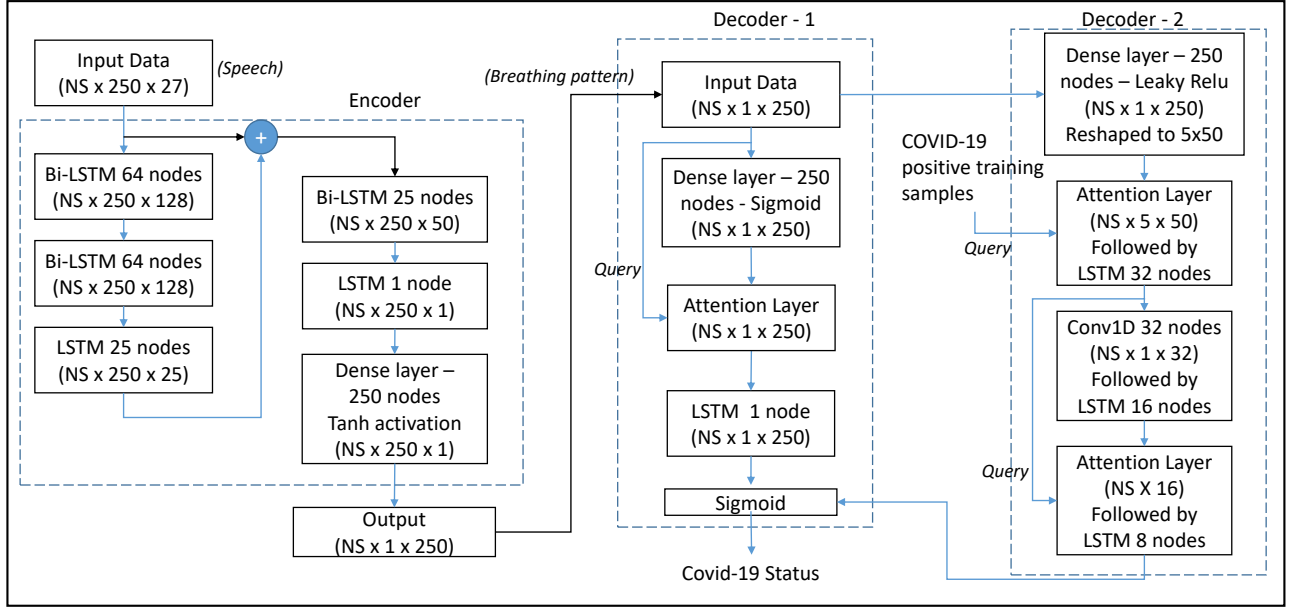 Input Data
(NS x 250 x 27)
(Speech)
Encoder
+
Bi-LSTM 64 nodes
(NS x 250 x 128)
Bi-LSTM 64 nodes
(NS x 250 x 128)
LSTM 25 nodes
(NS x 250 x 25)
Bi-LSTM 25 nodes
(NS x 250 x 50)
LSTM 1 node
(NS x 250 x 1)
Dense layer –
250 nodes
Tanh activation
(NS x 250 x 1)
Output
(NS x 1 x 250)
(Breathing pattern)
Decoder - 1
Input Data
(NS x 1 x 250)
Dense layer – 250
nodes - Sigmoid
(NS x 1 x 250)
Query
Attention Layer
(NS x 1 x 250)
LSTM 1 node
(NS x 1 x 250)
Sigmoid
Covid-19 Status
Decoder - 2
Dense layer – 250
nodes – Leaky Relu
(NS x 1 x 250)
Reshaped to 5x50
COVID-19
positive training
samples
Query
Attention Layer
(NS x 5 x 50)
Followed by
LSTM 32 nodes
Conv1D 32 nodes
(NS x 1 x 32)
Followed by
LSTM 16 nodes
Query
Attention Layer
(NS X 16)
Followed by
LSTM 8 nodes